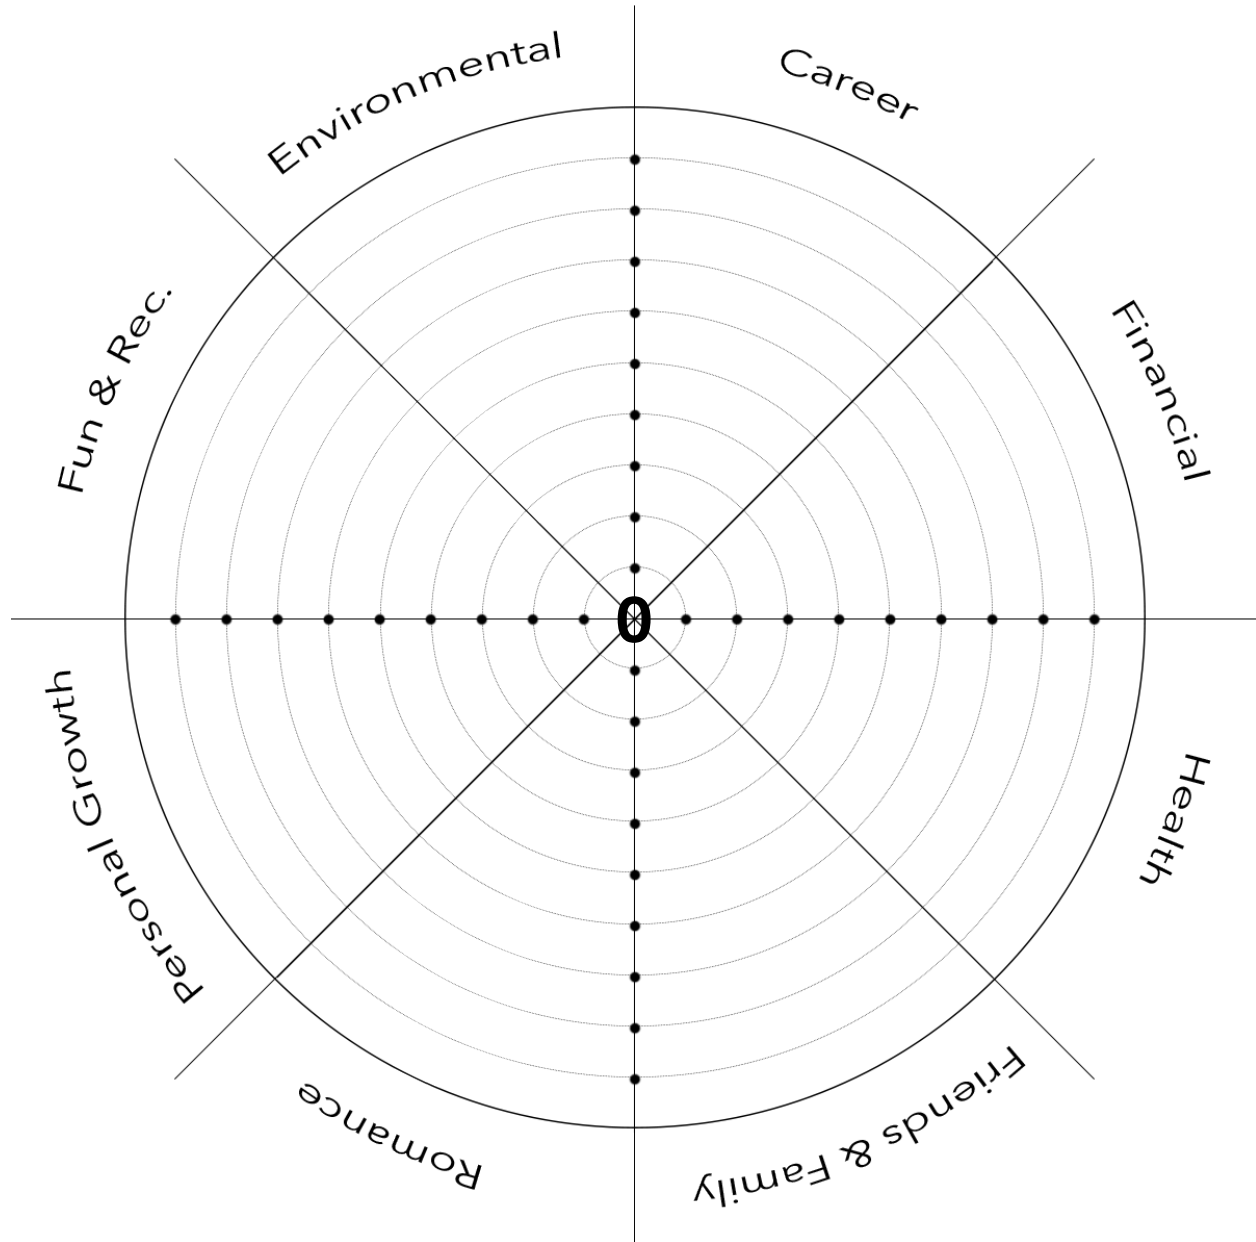 Environmental
Career
Fun & Rec.
Financial
0
Personal Growth
Health
Romance
Friends & Family